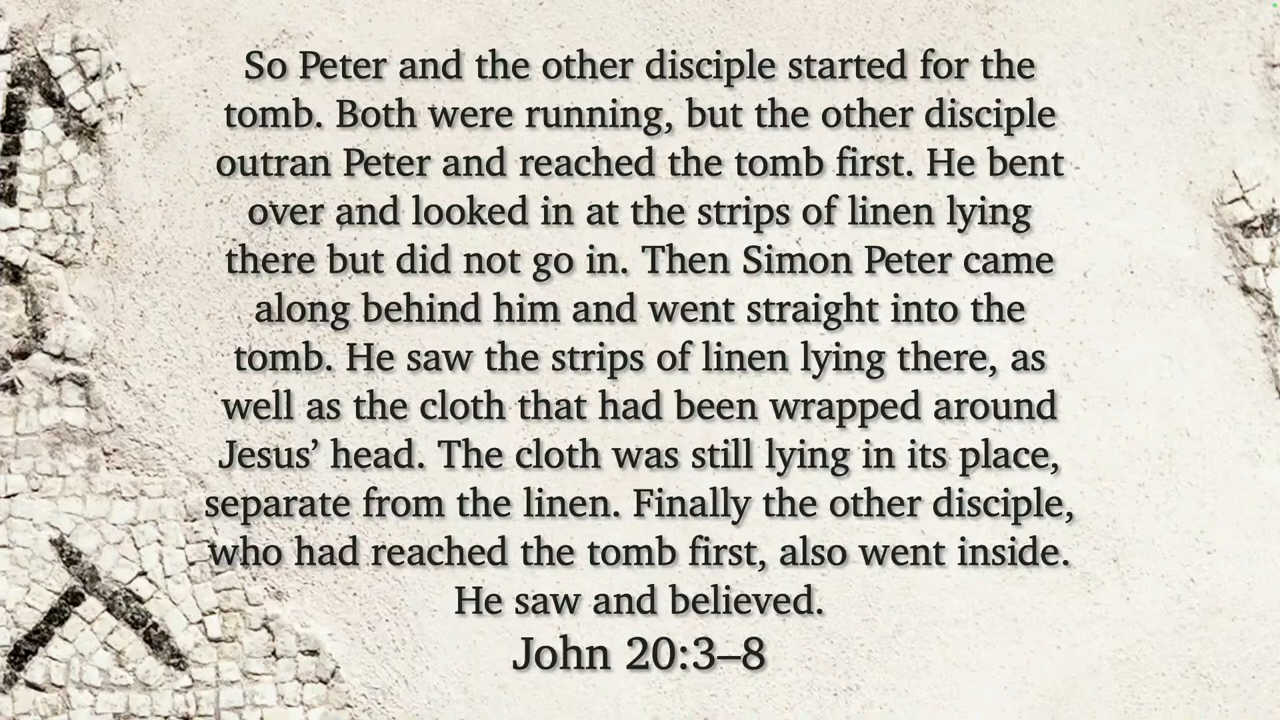 So Peter and the other disciple started for the
tomb. Both were running, but the other disciple
outran Peter and reached the tomb first. He bent
over and looked in at the strips of linen lying
there but did not go in. Then Simon Peter came
along behind him and went straight into the
tomb. He saw the strips of linen lying there, as
well as the cloth that had been wrapped around
Jesus’ head. The cloth was still lying in its place,
separate from the linen. Finally the other disciple,
who had reached the tomb first, also went inside.
He saw and believed.
John 20:3–8